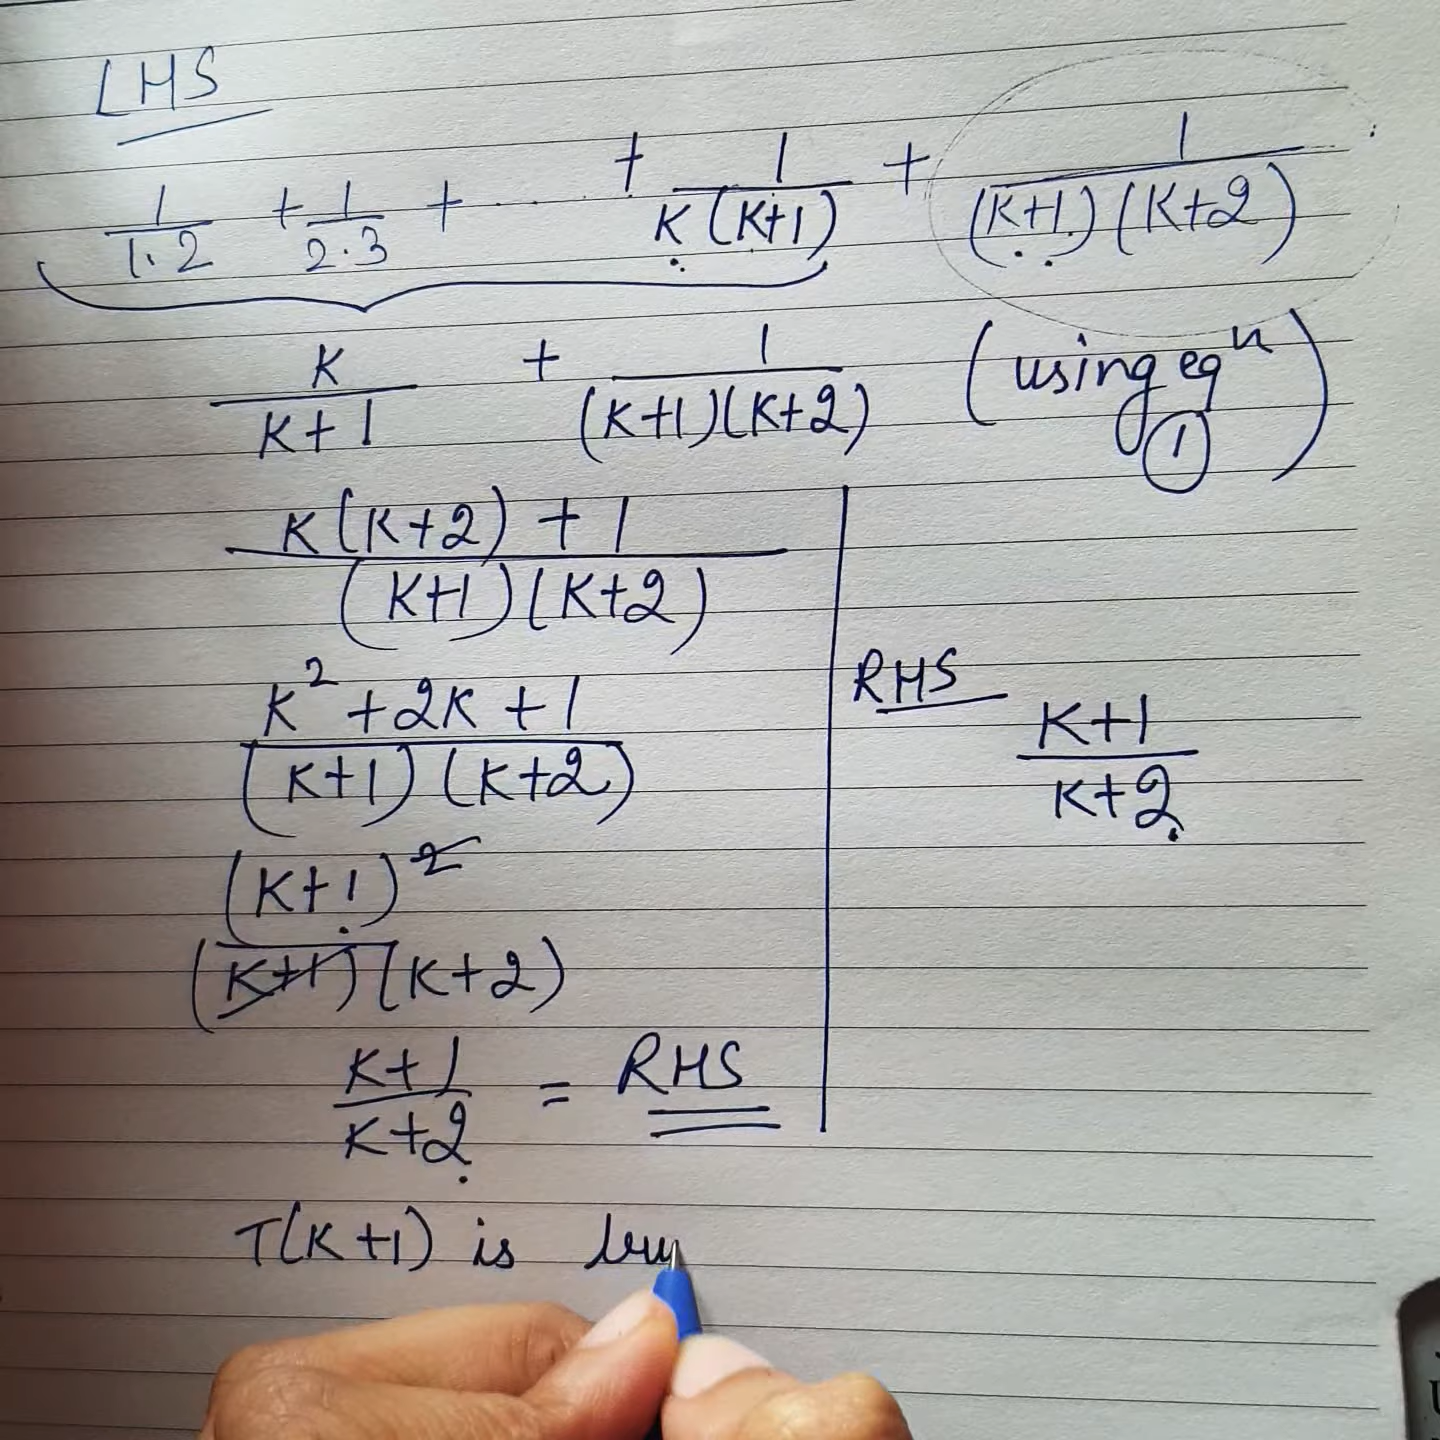 LHS
1/1.2 + 1/2.3 + ..... + 1/K(K+1) + 1/(K+1)(K+2)
K/K+1 + 1/(K+1)(K+2) (using eqⁿ ①)
K(K+2) + 1/(K+1)(K+2)
K² + 2K + 1/(K+1)(K+2)
(K+1)²/(K+1)(K+2)
K+1/K+2 = RHS
RHS
K+1/K+2
T(K+1) is tru